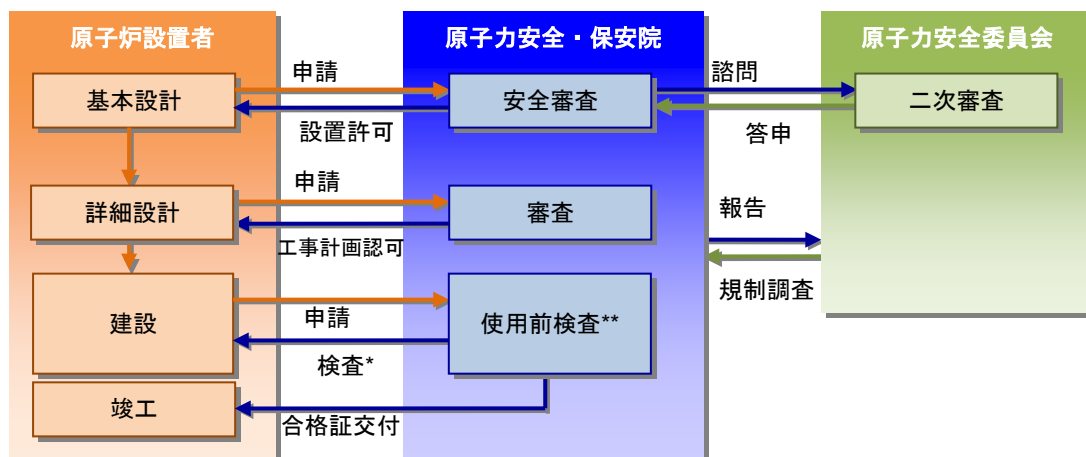 原子炉設置者
原子力安全・保安院
原子力安全委員会
基本設計
申請
設置許可
安全審査
諮問
答申
二次審査
詳細設計
申請
工事計画認可
審査
報告
規制調査
建設
申請
検査*
使用前検査**
竣工
合格証交付